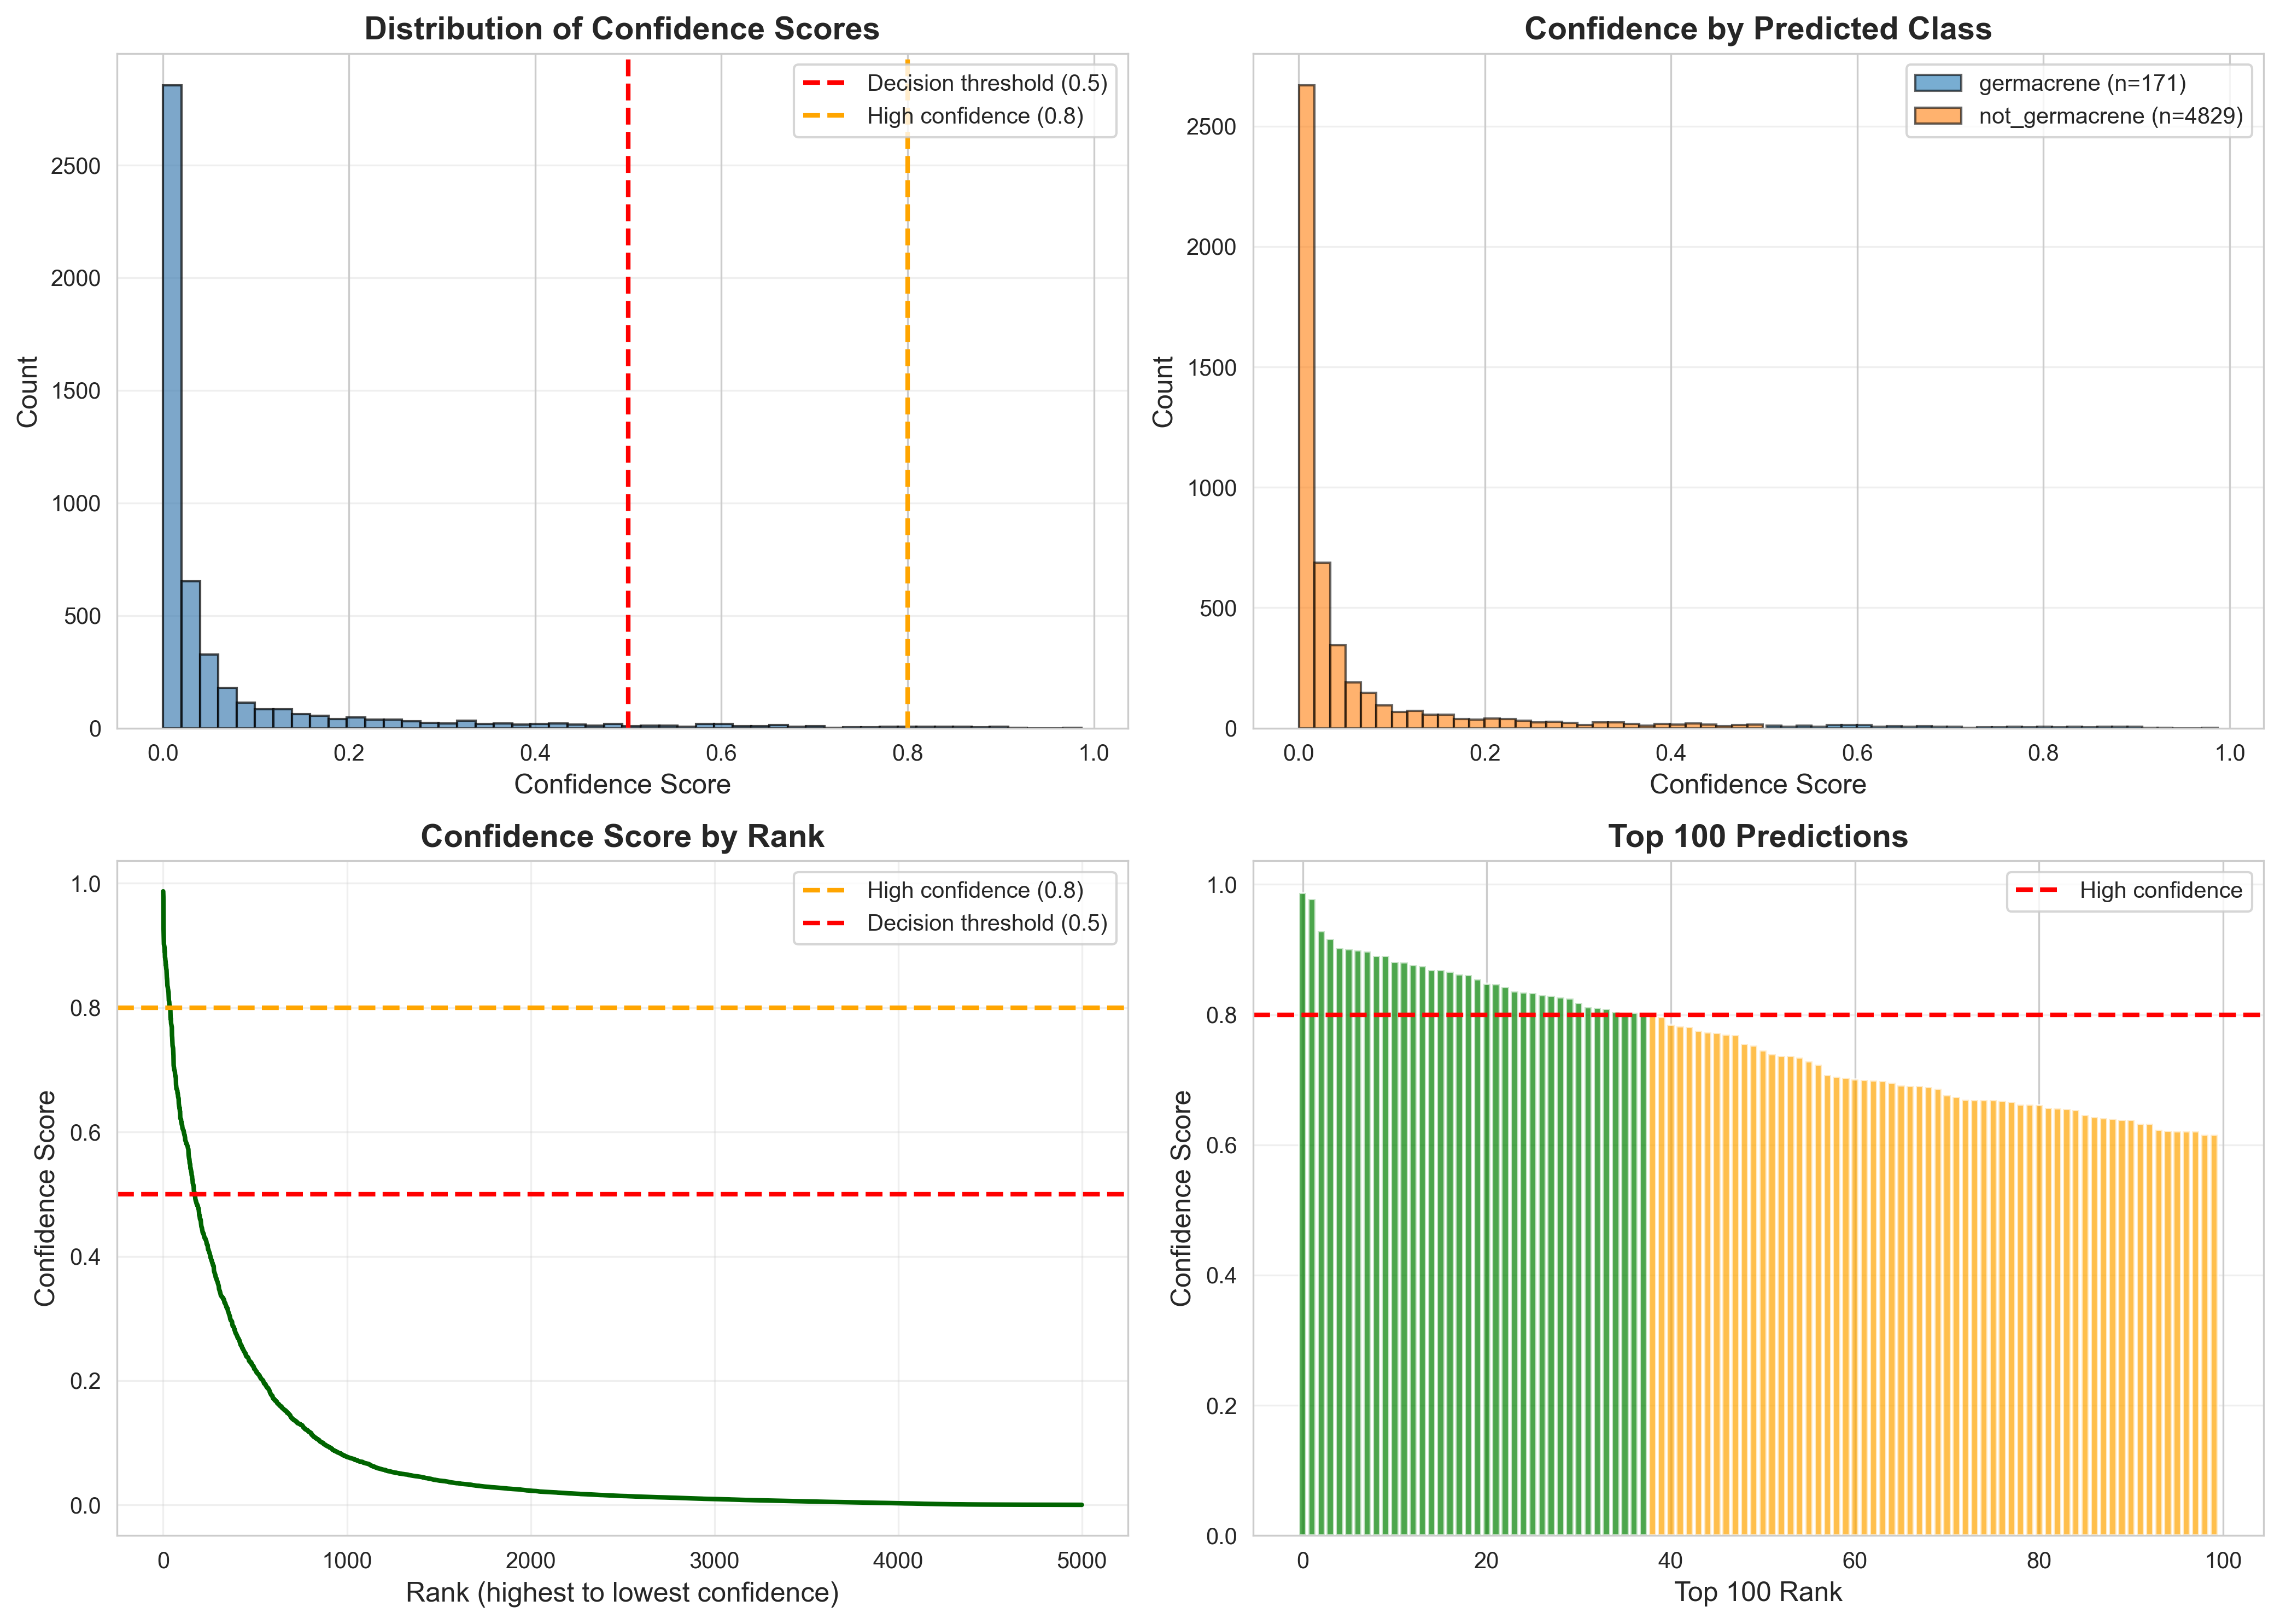 Distribution of Confidence Scores
Decision threshold (0.5)
High confidence (0.8)
Count
2500
2000
1500
1000
500
0
0.0 0.2 0.4 0.6 0.8 1.0
Confidence Score
Confidence by Predicted Class
germacrene (n=171)
not_germacrene (n=4829)
Count
2500
2000
1500
1000
500
0
0.0 0.2 0.4 0.6 0.8 1.0
Confidence Score
Confidence Score by Rank
High confidence (0.8)
Decision threshold (0.5)
Confidence Score
1.0
0.8
0.6
0.4
0.2
0.0
0 1000 2000 3000 4000 5000
Rank (highest to lowest confidence)
Top 100 Predictions
High confidence
Confidence Score
1.0
0.8
0.6
0.4
0.2
0.0
0 20 40 60 80 100
Top 100 Rank